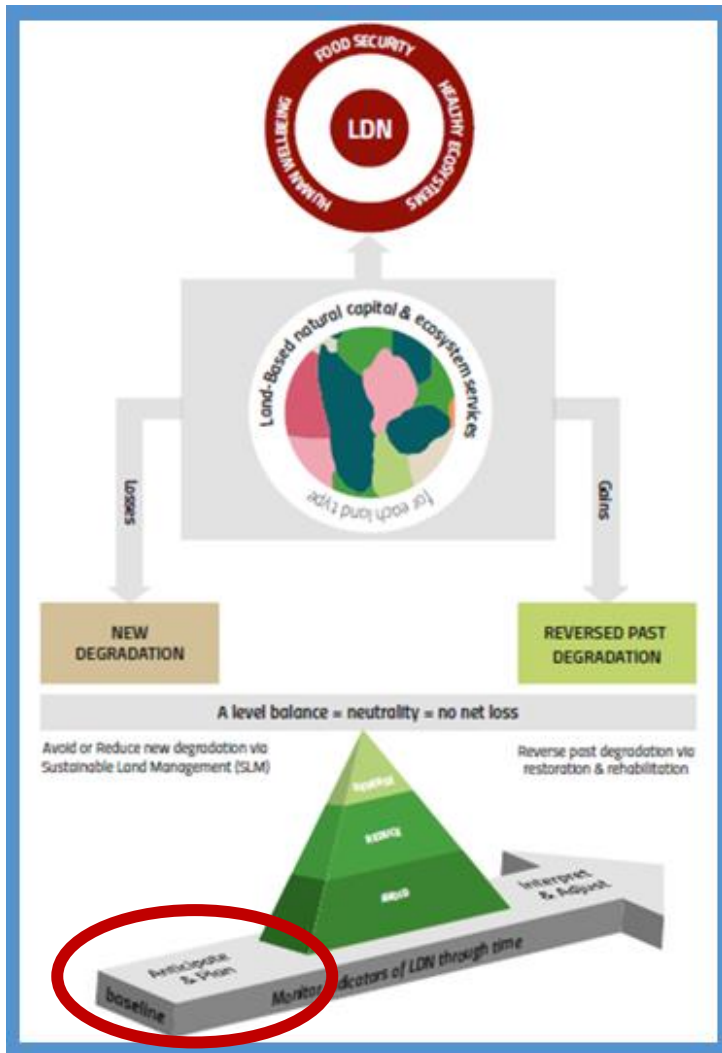 FOOD SECURITY
HUMAN WELLBEING
HEALTHY ECOSYSTEMS
LDN
Land-Based natural capital & ecosystem services
for each land type
Losses
Gains
NEW
DEGRADATION
REVERSED PAST
DEGRADATION
A level balance = neutrality = no net loss
Avoid or Reduce new degradation via
Sustainable Land Management (SLM)
Reverse past degradation via
restoration & rehabilitation
REVERSE
REDUCE
AVOID
Anticipate
& Plan
Interpret
& Adjust
baseline
Monitor indicators of LDN through time